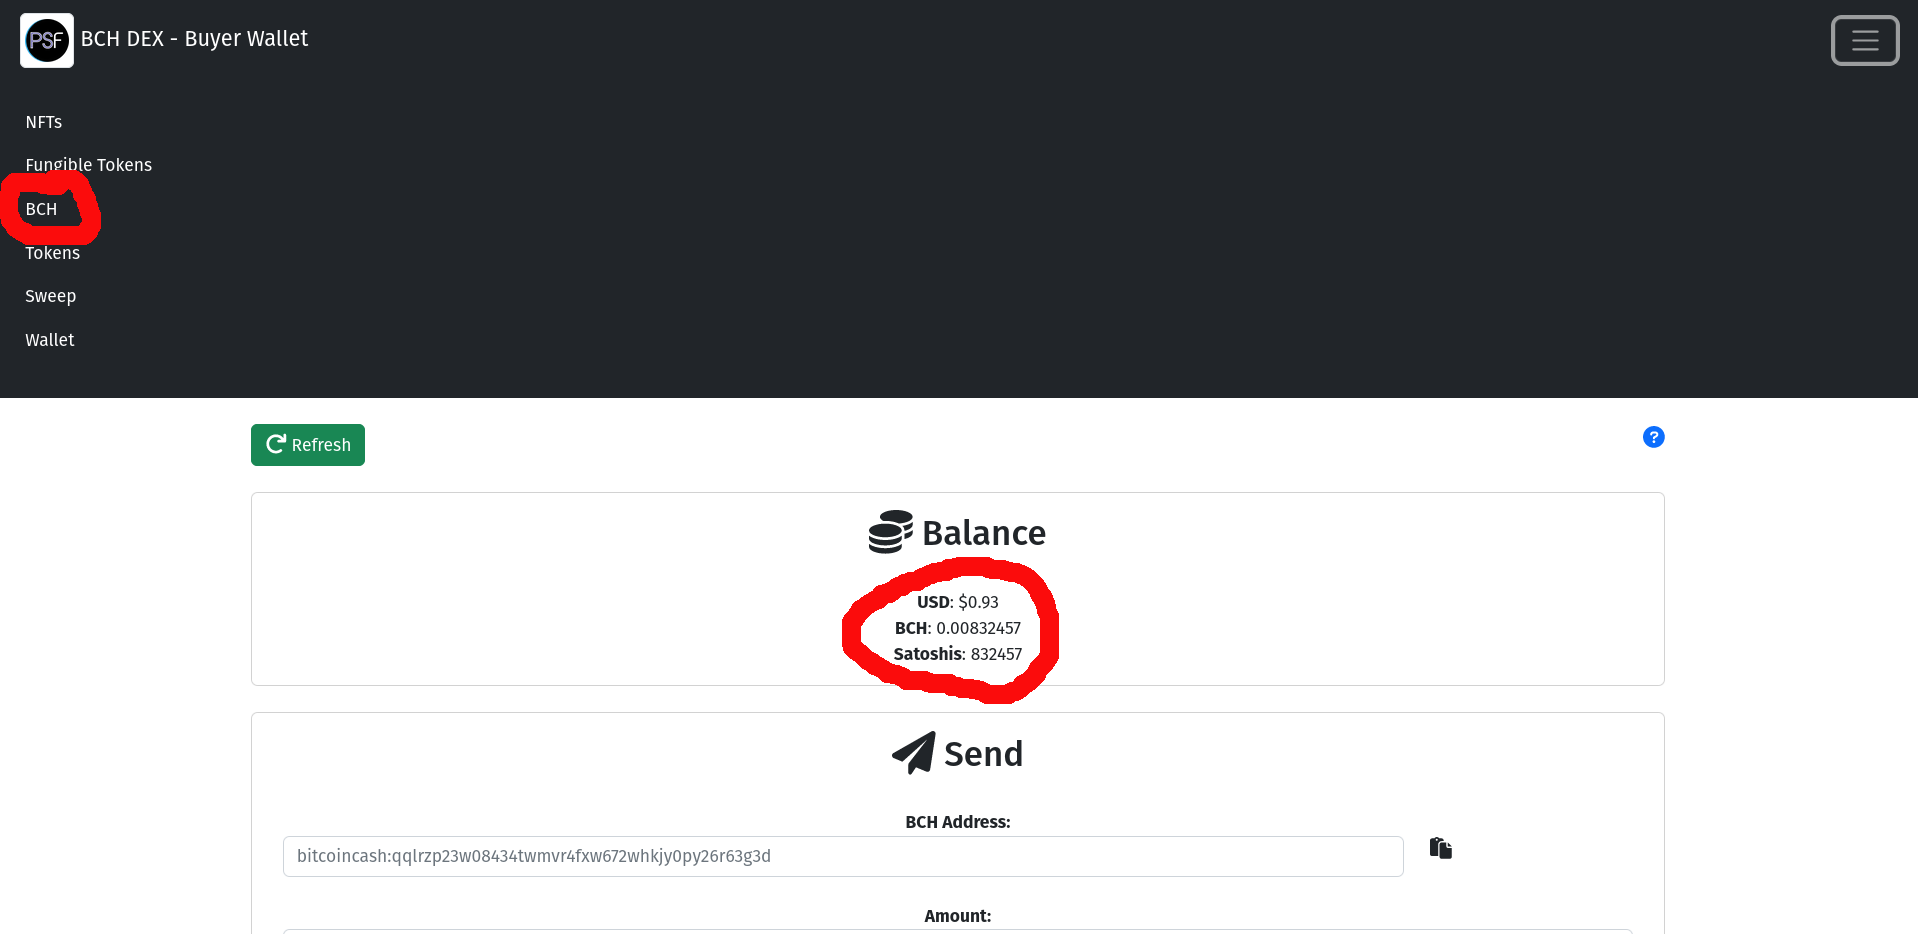 PSF BCH DEX - Buyer Wallet
NFTs
Fungible Tokens
BCH
Tokens
Sweep
Wallet
Refresh
?
Balance
USD: $0.93
BCH: 0.00832457
Satoshis: 832457
Send
BCH Address:
bitcoincash:qqlrzp23w08434twmvr4fxw672whkjy0py26r63g3d
Amount: